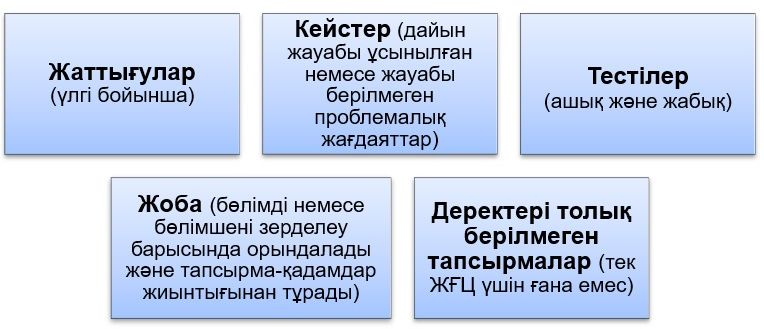 Жаттығулар
(үлгі бойынша)
Кейстер (дайын
жауабы ұсынылған
немесе жауабы
берілмеген
проблемалық
жағдаяттар)
Тестілер
(ашық және жабық)
Жоба (бөлімді немесе
бөлімшені зерделеу
барысында орындалады
және тапсырма-қадамдар
жиынтығынан тұрады)
Деректері толық
берілмеген
тапсырмалар (тек
ЖҒЦ үшін ғана емес)